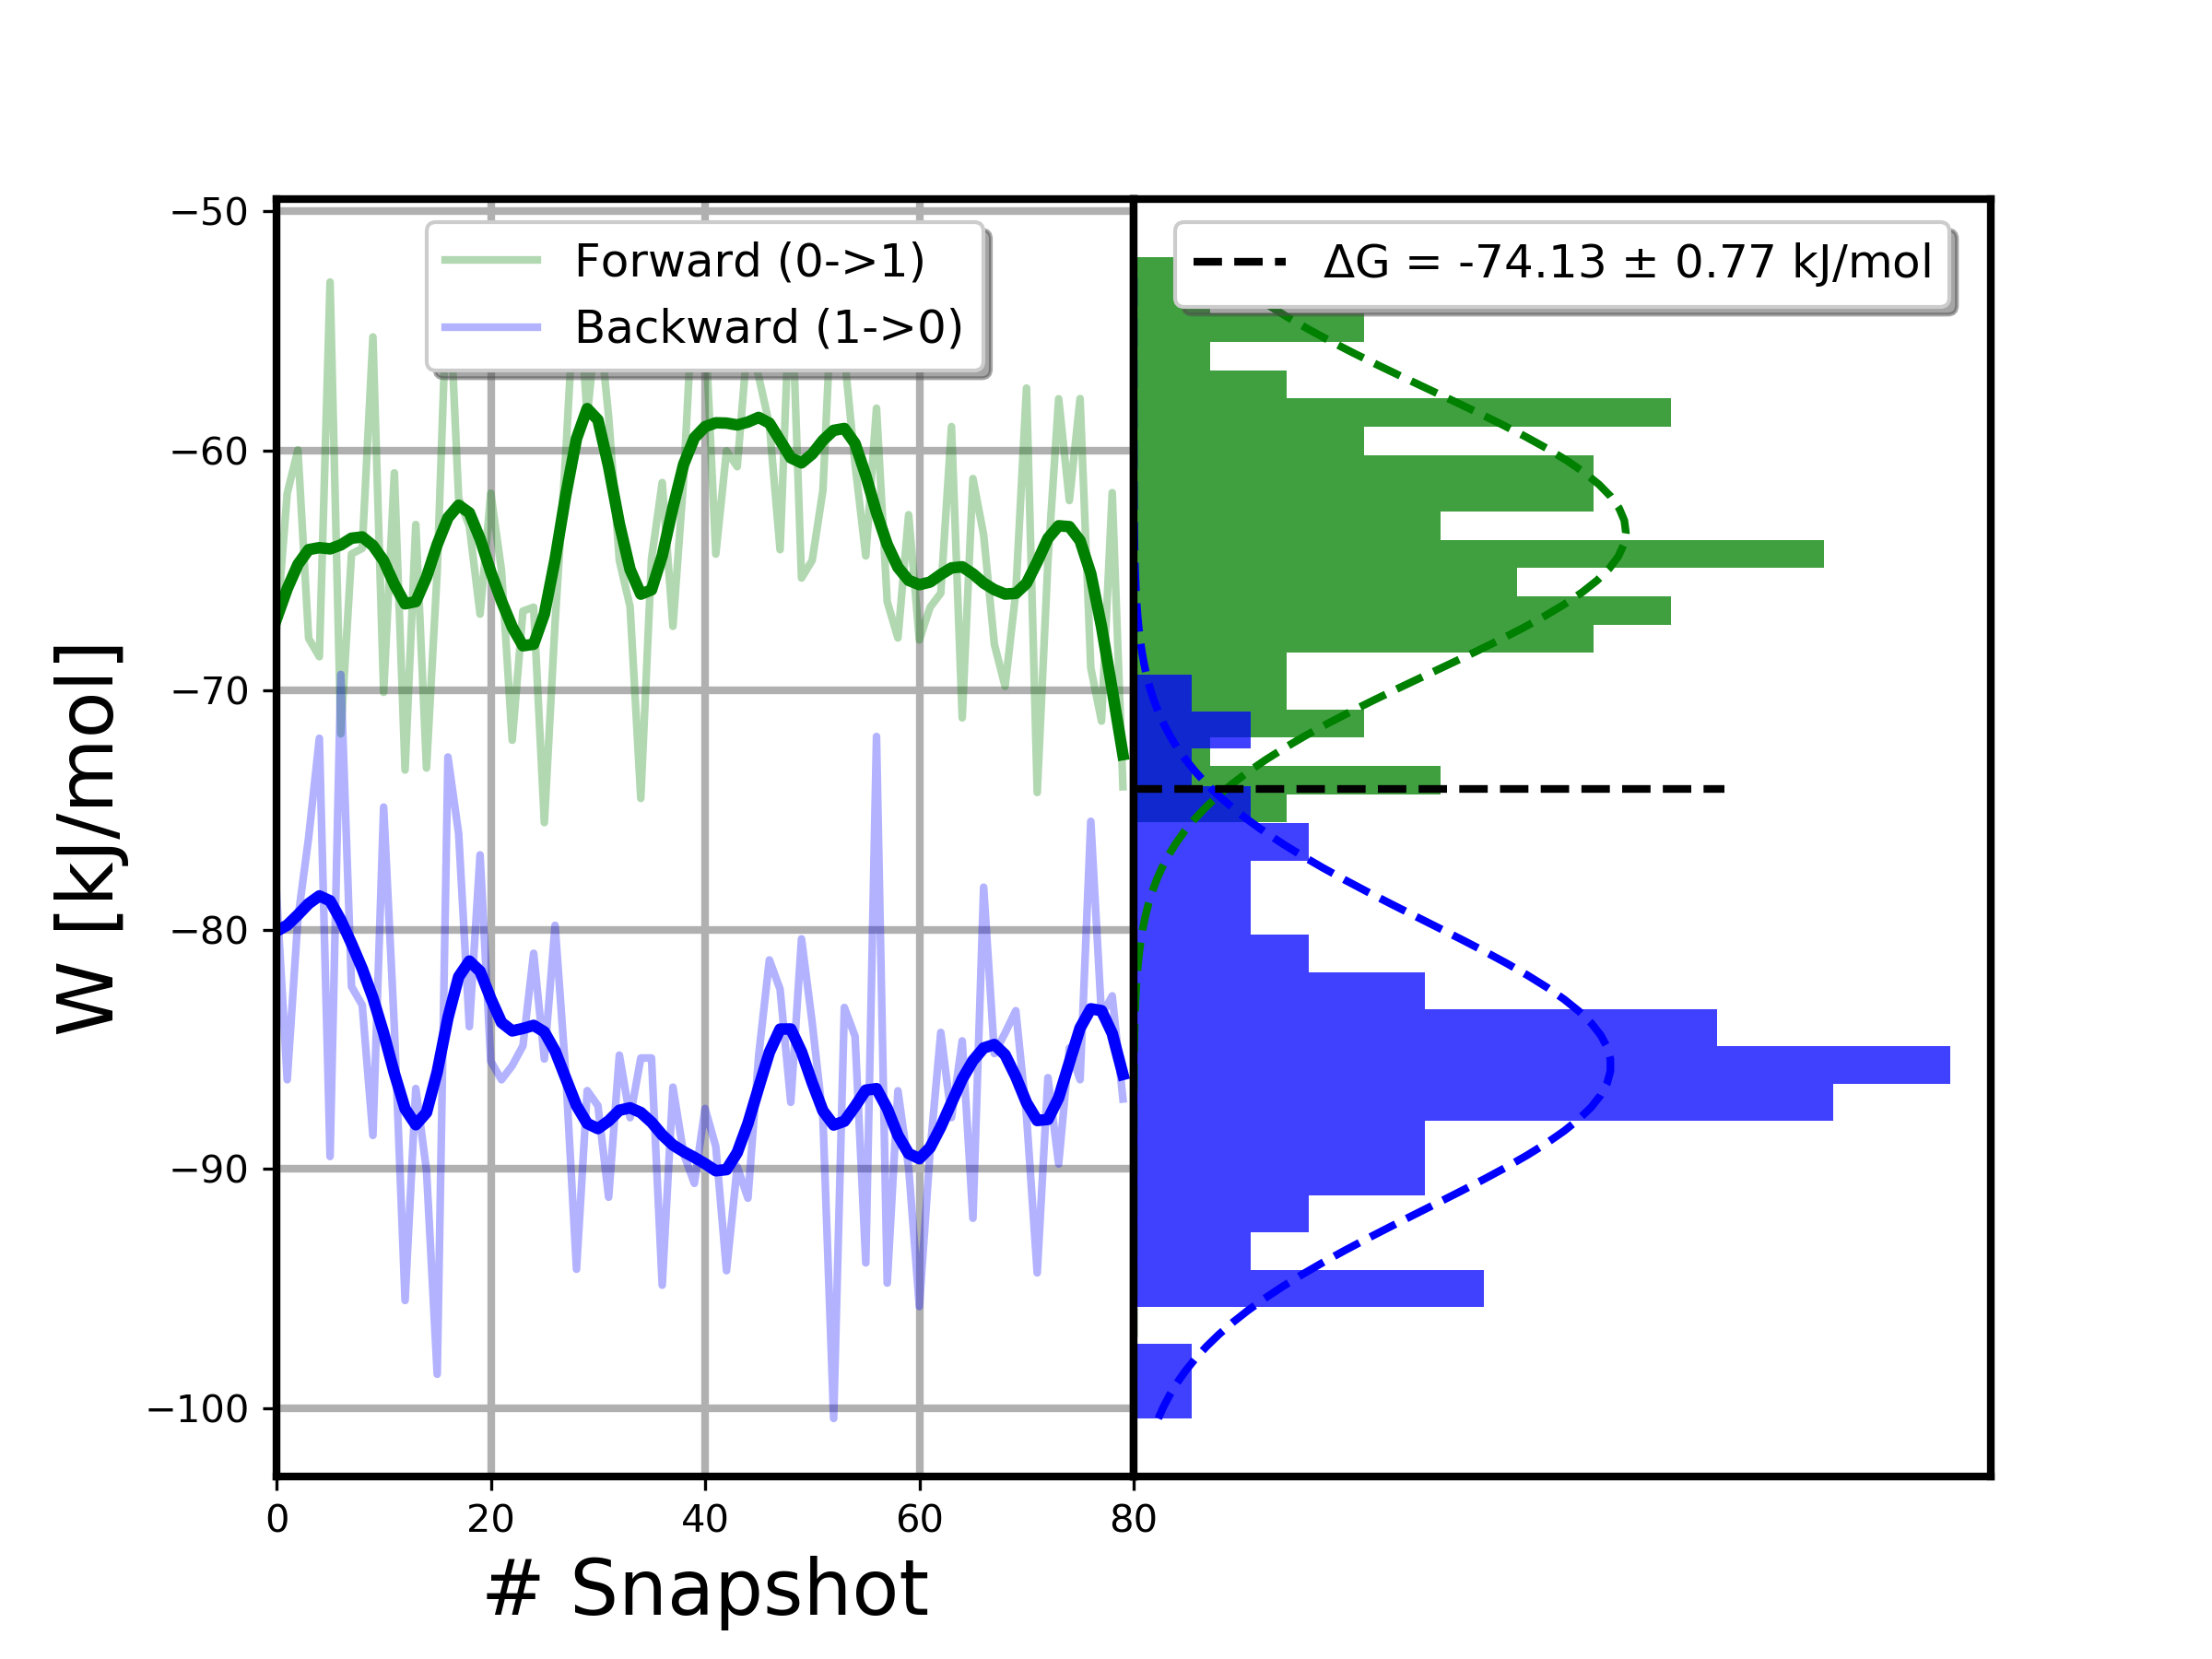 Forward (0->1)
Backward (1->0)
ΔG = -74.13 ± 0.77 kJ/mol
W [kJ/mol]
−50
−60
−70
−80
−90
−100
0 20 40 60 80
# Snapshot